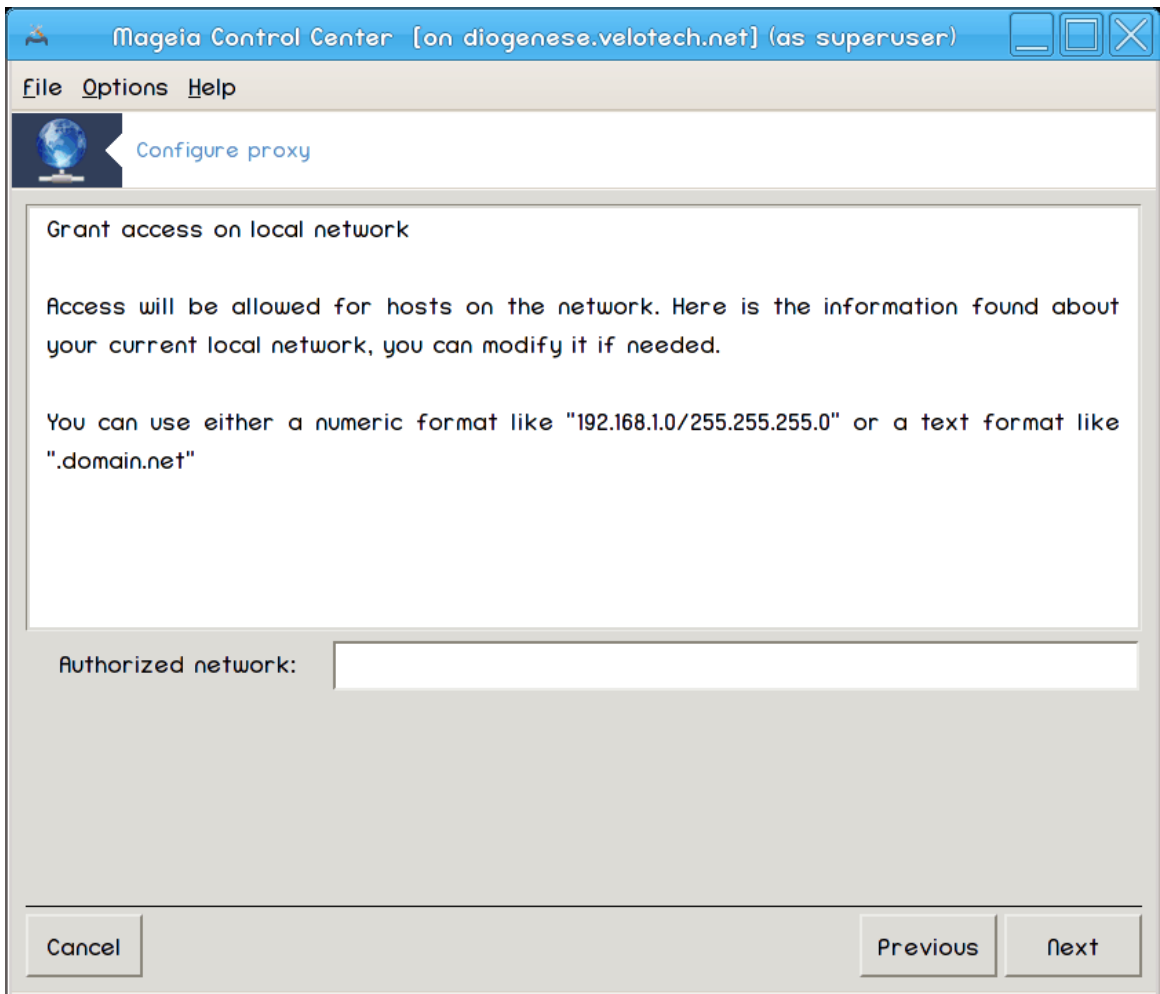 Mageia Control Center [on diogenese.velotech.net] (as superuser)
File Options Help
Configure proxy
Grant access on local network
Access will be allowed for hosts on the network. Here is the information found about
your current local network, you can modify it if needed.
You can use either a numeric format like "192.168.1.0/255.255.255.0" or a text format like
".domain.net"
Authorized network:
Cancel Previous Next